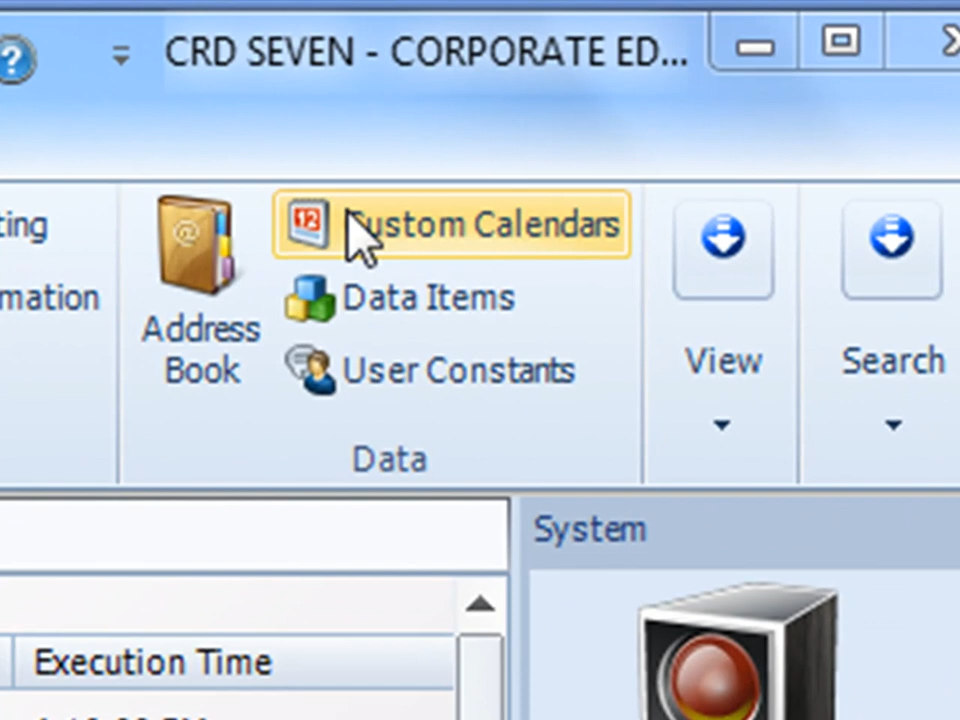 CRD SEVEN - CORPORATE ED...
ting
mation
Address
Book
Custom Calendars
Data Items
User Constants
Data
View
Search
System
Execution Time